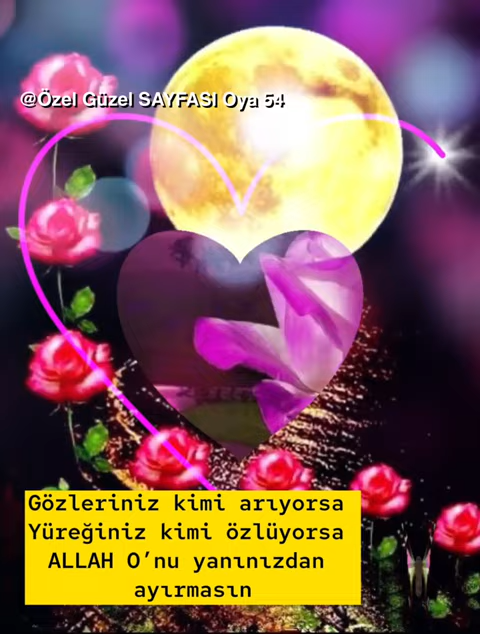 @Özel Güzel SAYFASI Oya 54
Gözleriniz kimi arıyorsa
Yüreğiniz kimi özlüyorsa
ALLAH O’nu yanınızdan
ayırmasın